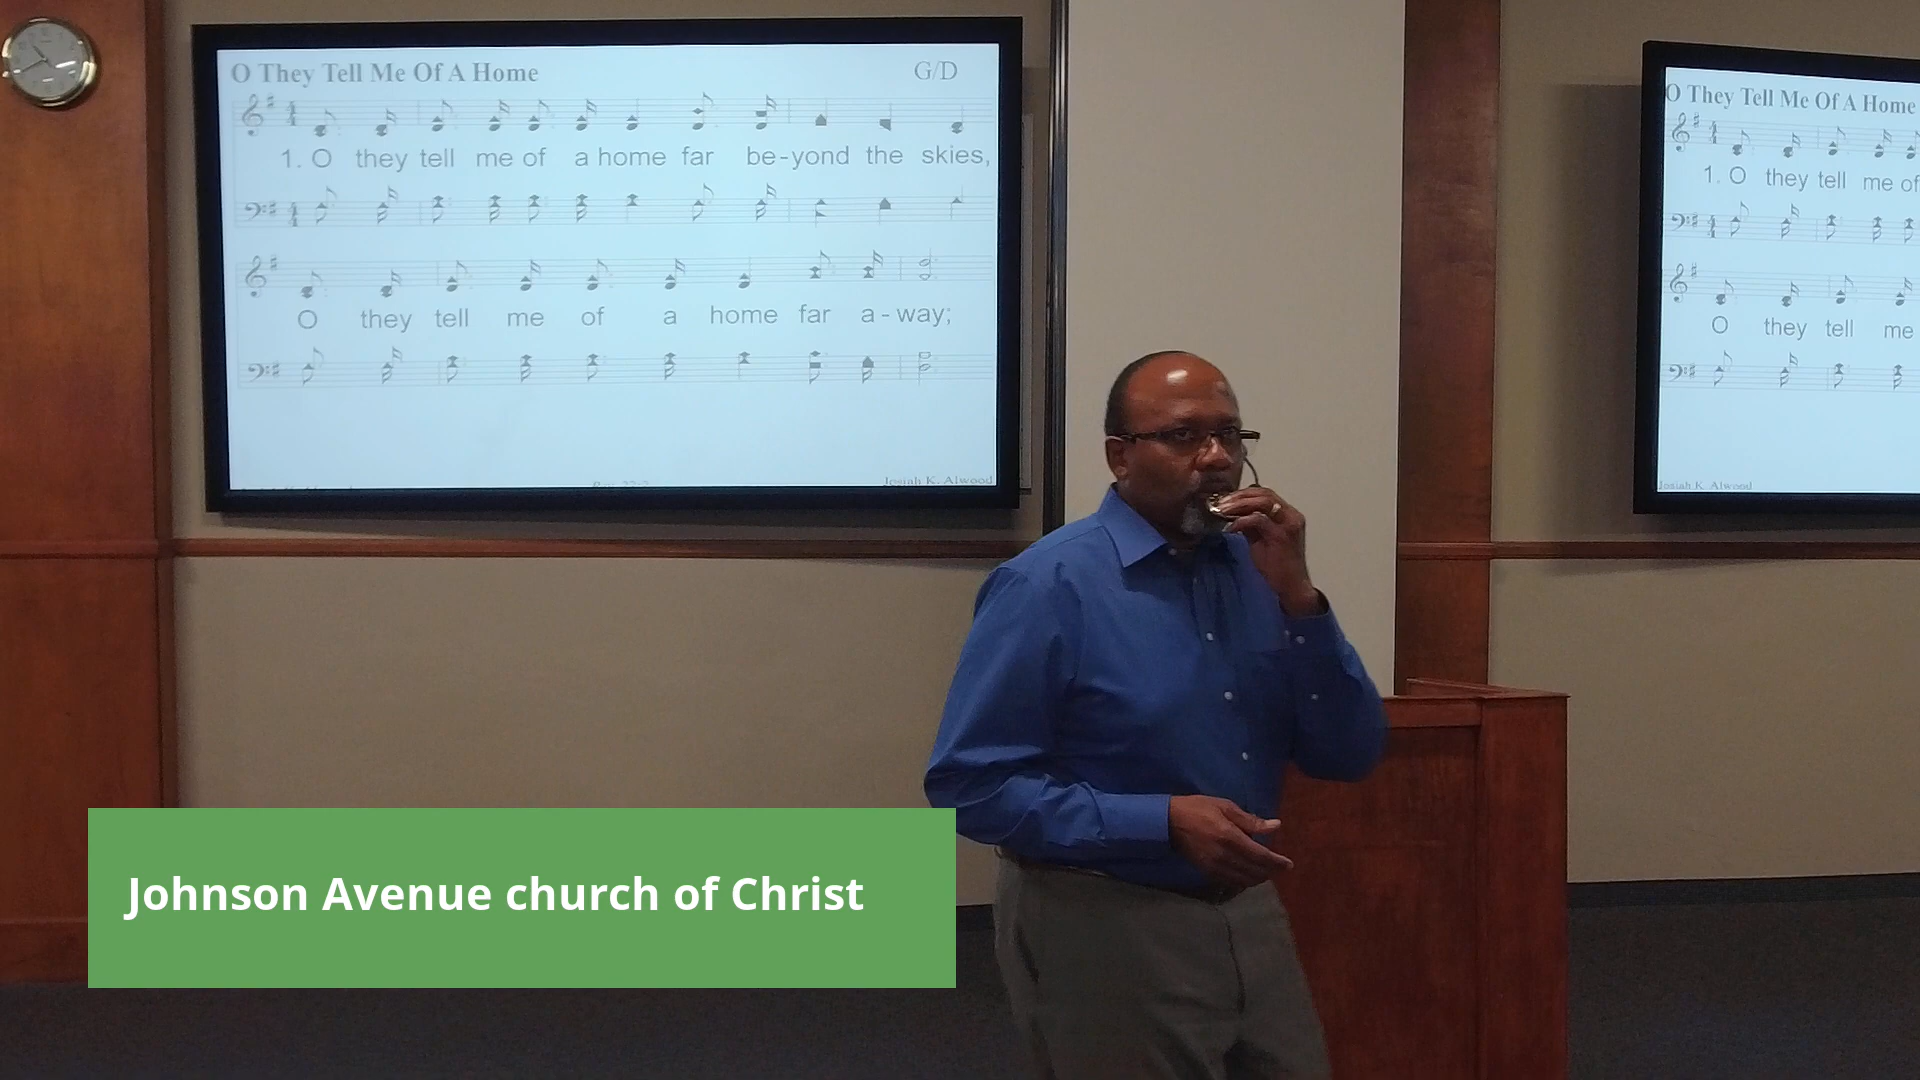 O They Tell Me Of A Home G/D
1. O they tell me of a home far be-yond the skies,
O they tell me of a home far a-way;
Josiah K. Alwood
O They Tell Me Of A Home
1. O they tell me of
O they tell me
Josiah K. Alwood
Johnson Avenue church of Christ